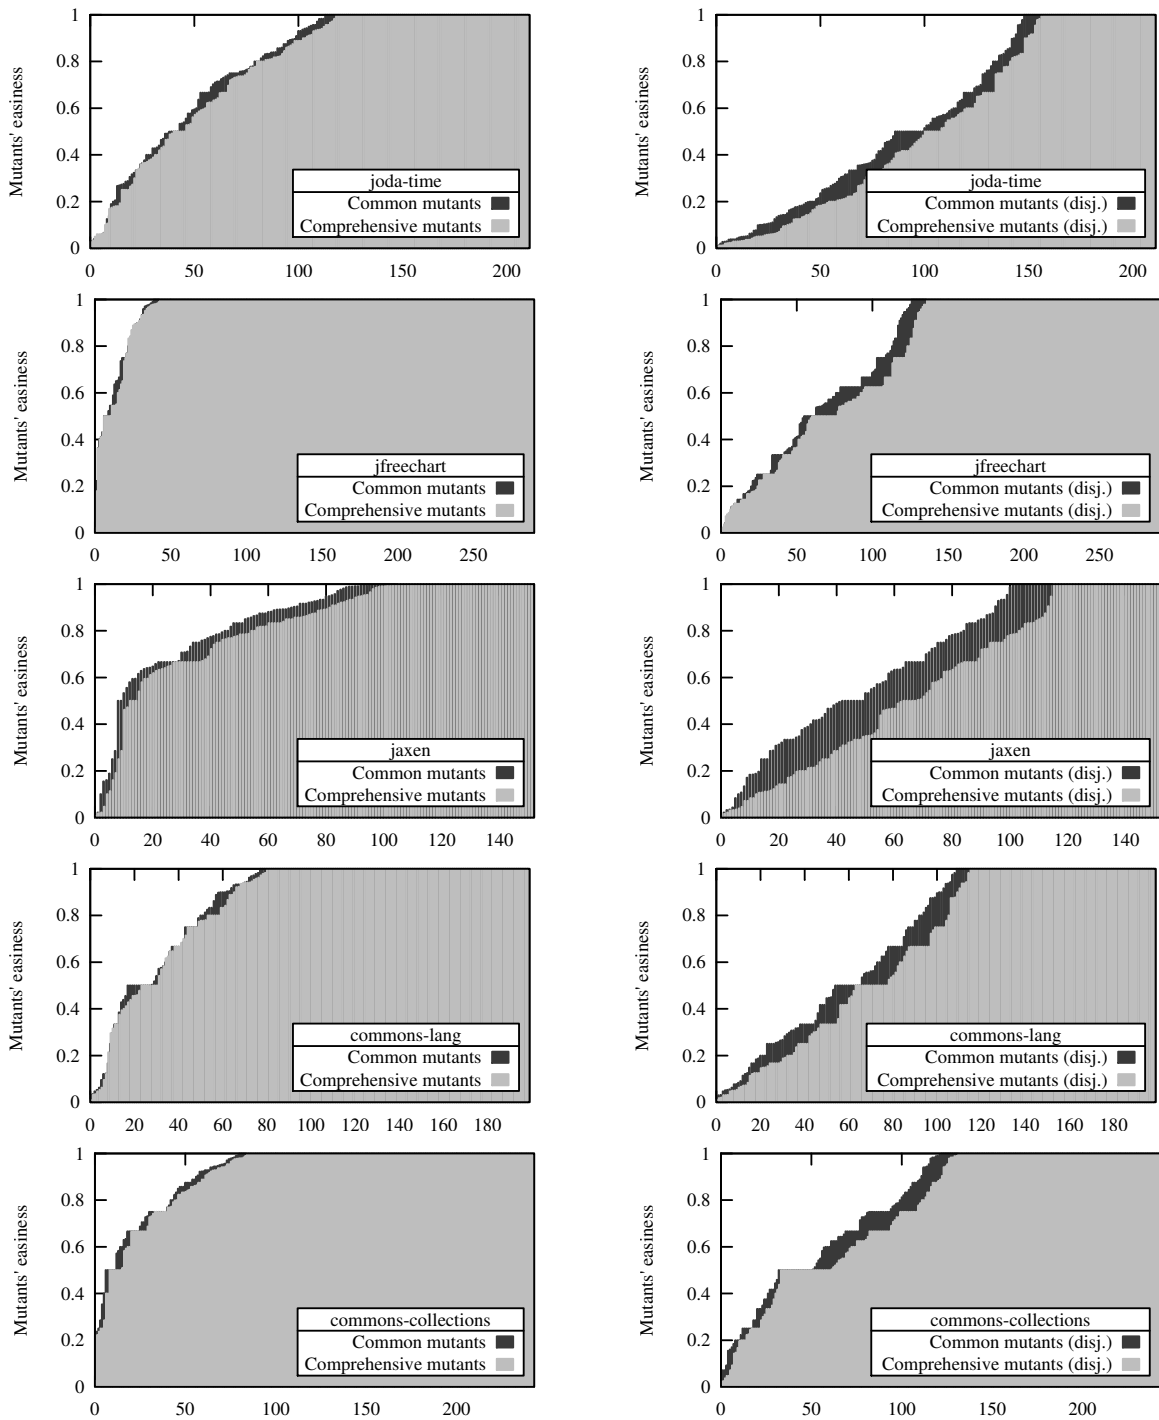 Mutants' easiness
1
0.8
0.6
0.4
0.2
0
joda-time
Common mutants
Comprehensive mutants
0 50 100 150 200
Mutants' easiness
1
0.8
0.6
0.4
0.2
0
joda-time
Common mutants (disj.)
Comprehensive mutants (disj.)
0 50 100 150 200
Mutants' easiness
1
0.8
0.6
0.4
0.2
0
jfreechart
Common mutants
Comprehensive mutants
0 50 100 150 200 250
Mutants' easiness
1
0.8
0.6
0.4
0.2
0
jfreechart
Common mutants (disj.)
Comprehensive mutants (disj.)
0 50 100 150 200 250
Mutants' easiness
1
0.8
0.6
0.4
0.2
0
jaxen
Common mutants
Comprehensive mutants
0 20 40 60 80 100 120 140
Mutants' easiness
1
0.8
0.6
0.4
0.2
0
jaxen
Common mutants (disj.)
Comprehensive mutants (disj.)
0 20 40 60 80 100 120 140
Mutants' easiness
1
0.8
0.6
0.4
0.2
0
commons-lang
Common mutants
Comprehensive mutants
0 20 40 60 80 100 120 140 160 180
Mutants' easiness
1
0.8
0.6
0.4
0.2
0
commons-lang
Common mutants (disj.)
Comprehensive mutants (disj.)
0 20 40 60 80 100 120 140 160 180
Mutants' easiness
1
0.8
0.6
0.4
0.2
0
commons-collections
Common mutants
Comprehensive mutants
0 50 100 150 200
Mutants' easiness
1
0.8
0.6
0.4
0.2
0
commons-collections
Common mutants (disj.)
Comprehensive mutants (disj.)
0 50 100 150 200